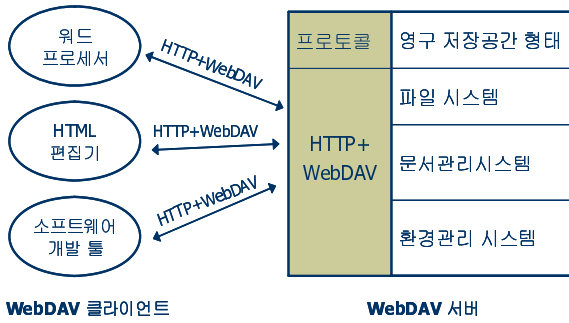 워드
프로세서
HTTP+WebDAV
HTML
편집기
HTTP+WebDAV
소프트웨어
개발 툴
HTTP+WebDAV
WebDAV 클라이언트
프로토콜
영구 저장공간 형태
HTTP+
WebDAV
파일 시스템
문서관리시스템
환경관리 시스템
WebDAV 서버